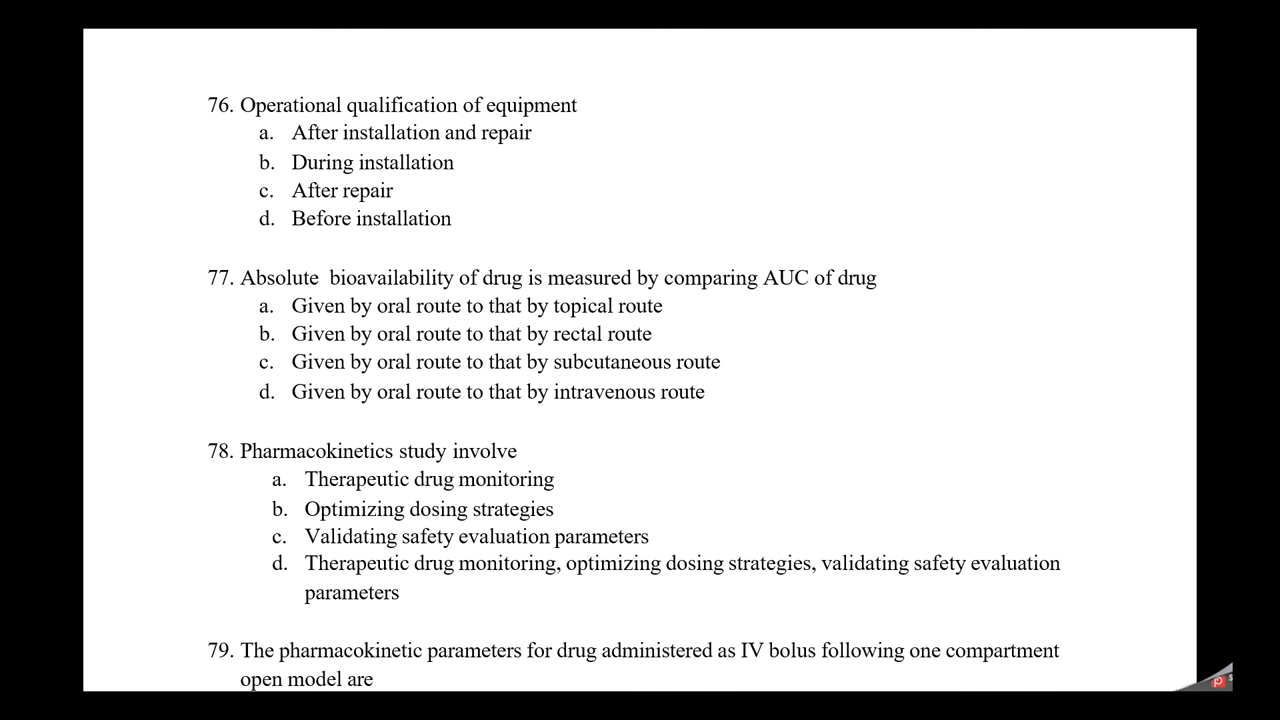 76. Operational qualification of equipment
a. After installation and repair
b. During installation
c. After repair
d. Before installation
77. Absolute bioavailability of drug is measured by comparing AUC of drug
a. Given by oral route to that by topical route
b. Given by oral route to that by rectal route
c. Given by oral route to that by subcutaneous route
d. Given by oral route to that by intravenous route
78. Pharmacokinetics study involve
a. Therapeutic drug monitoring
b. Optimizing dosing strategies
c. Validating safety evaluation parameters
d. Therapeutic drug monitoring, optimizing dosing strategies, validating safety evaluation
parameters
79. The pharmacokinetic parameters for drug administered as IV bolus following one compartment
open model are